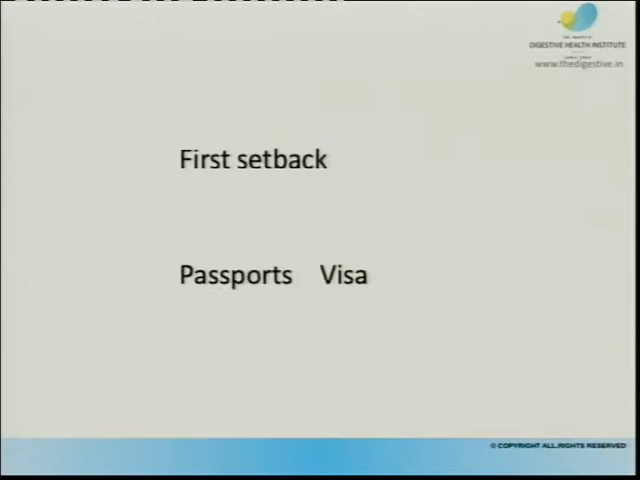 DIGESTIVE HEALTH INSTITUTE
www.thedigestive.in
First setback
Passports Visa
© COPYRIGHT ALL RIGHTS RESERVED